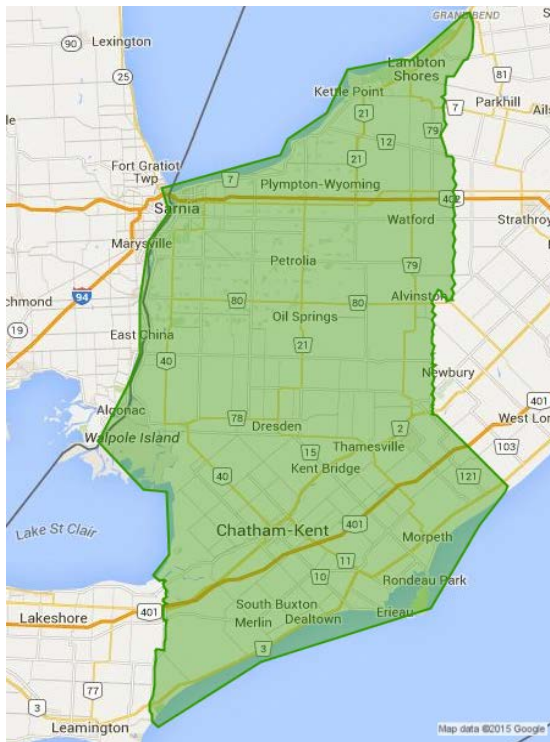 GRAND BEND
90
Lexington
Lambton
Shores
25
81
Kettle Point
Parkhill
7
21
Ails
79
12
21
Fort Gratiot
Twp
7
Plympton-Wyoming
402
Sarnia
Watford
Strathroy
Marysville
Petrolia
79
94
Alvinston
chmond
80
80
Oil Springs
19
East China
21
40
Newbury
401
Algonac
78
2
West Lor
Walpole Island
Dresden
103
Thamesville
15
Kent Bridge
40
121
Lake St Clair
Chatham-Kent
401
Morpeth
11
10
Rondeau Park
401
South Buxton
Erieau
Lakeshore
Merlin
Dealtown
3
77
3
Leamington
Map data ©2015 Google